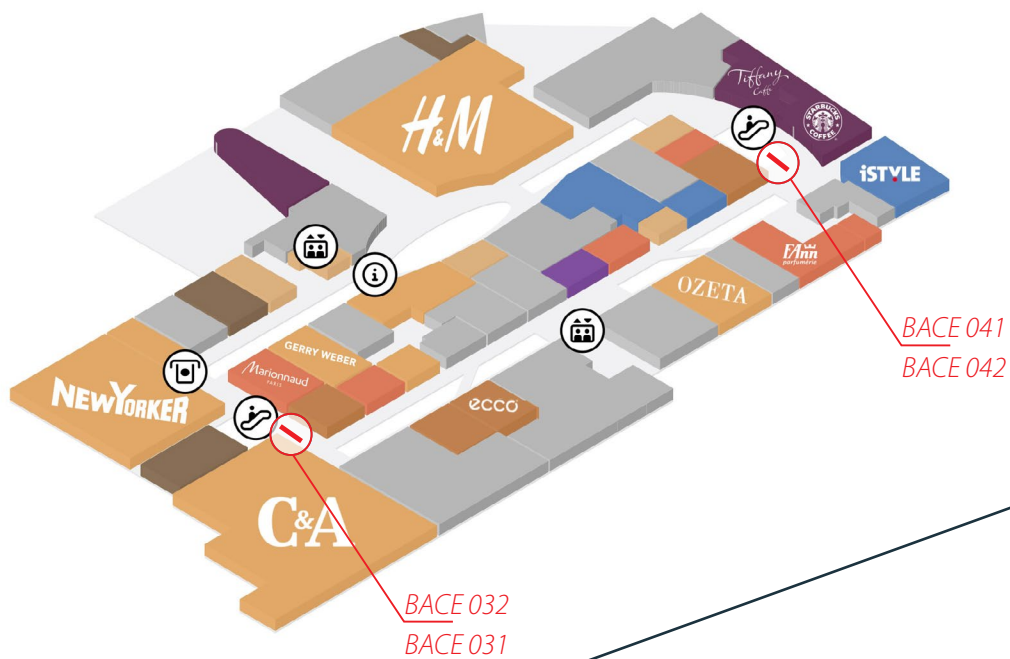 Tiffany
Caffé
STARBUCKS
COFFEE
H&M
iSTYLE
FAnn
parfumérie
OZETA
BACE 041
BACE 042
GERRY WEBER
Marionnaud
PARIS
NEWYORKER
ecco
C&A
BACE 032
BACE 031